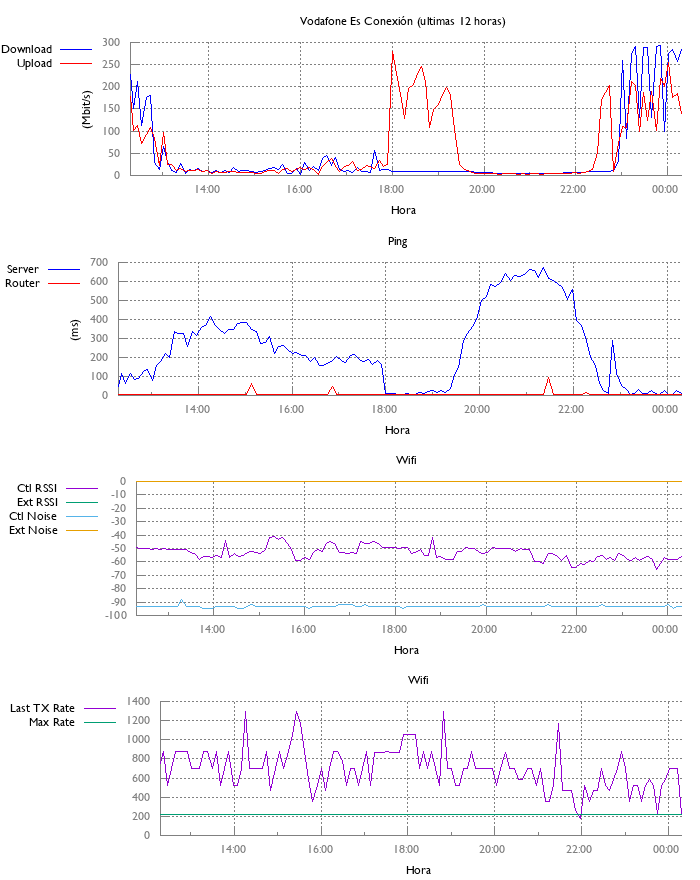 Vodafone Es Conexión (ultimas 12 horas)
Download
Upload
(Mbit/s)
300
250
200
150
100
50
0
14:00 16:00 18:00 20:00 22:00 00:00
Hora
Ping
Server
Router
(ms)
700
600
500
400
300
200
100
0
14:00 16:00 18:00 20:00 22:00 00:00
Hora
Wifi
Ctl RSSI
Ext RSSI
Ctl Noise
Ext Noise
0
-10
-20
-30
-40
-50
-60
-70
-80
-90
-100
14:00 16:00 18:00 20:00 22:00 00:00
Hora
Wifi
Last TX Rate
Max Rate
1400
1200
1000
800
600
400
200
0
14:00 16:00 18:00 20:00 22:00 00:00
Hora